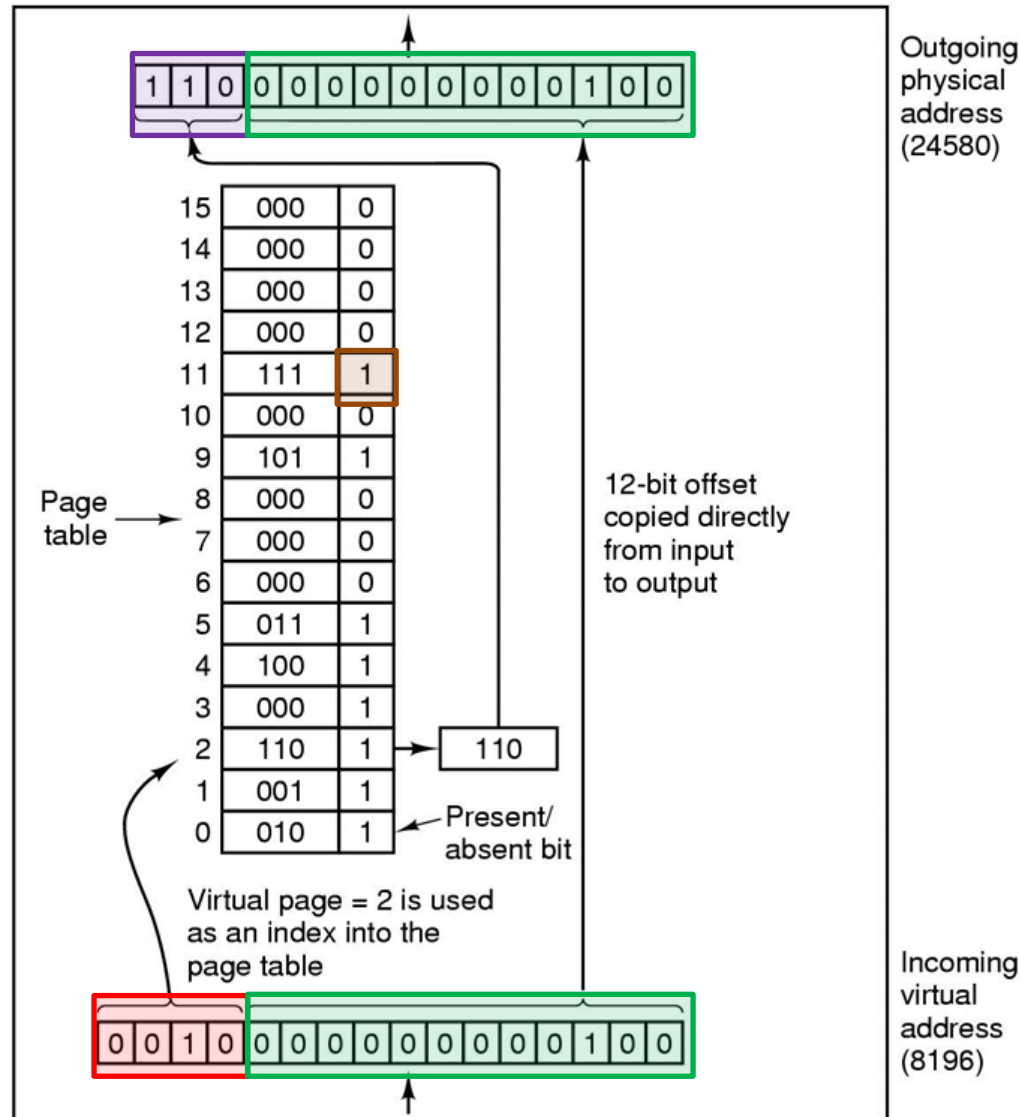 Outgoing
physical
address
(24580)
1 1 0 0 0 0 0 0 0 0 0 0 1 0 0
15 000 0
14 000 0
13 000 0
12 000 0
11 111 1
10 000 0
9 101 1
8 000 0
7 000 0
6 000 0
5 011 1
4 100 1
3 000 1
2 110 1 110
1 001 1
0 010 1
Page
table
12-bit offset
copied directly
from input
to output
Present/
absent bit
Virtual page = 2 is used
as an index into the
page table
Incoming
virtual
address
(8196)
0 0 1 0 0 0 0 0 0 0 0 0 0 1 0 0